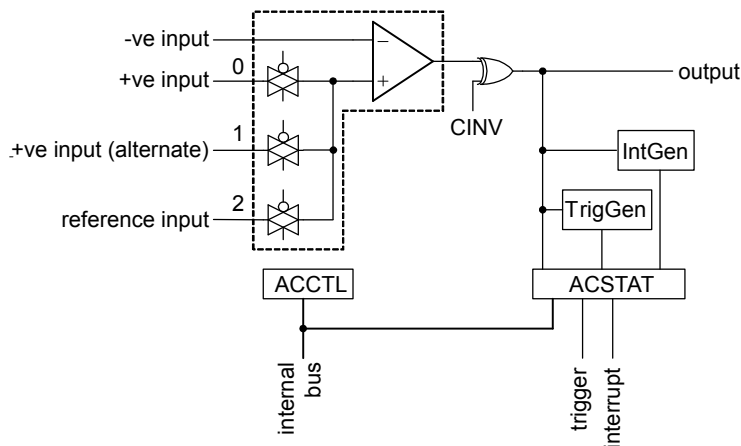 -ve input
+ve input
0
+ve input (alternate)
1
reference input
2
−
+
CINV
output
IntGen
TrigGen
ACCTL
ACSTAT
internal
bus
trigger
interrupt